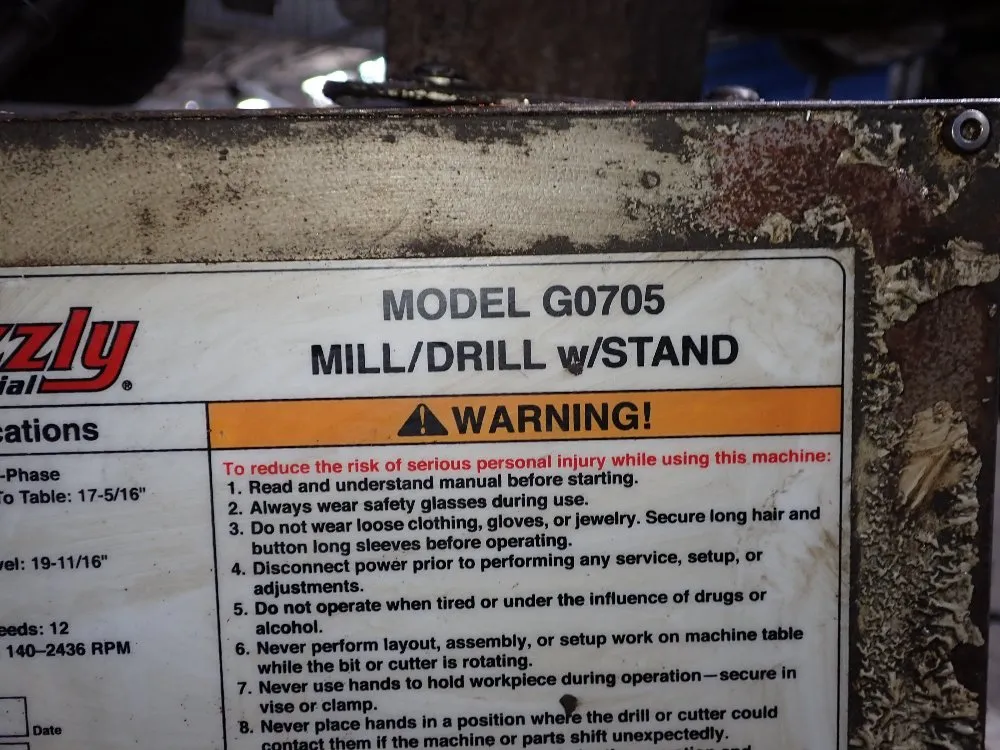 zzly
ial®
MODEL G0705
MILL/DRILL w/STAND
cations
-Phase
To Table: 17-5/16"
vel: 19-11/16"
eeds: 12
140–2436 RPM
Date
WARNING!
To reduce the risk of serious personal injury while using this machine:
1. Read and understand manual before starting.
2. Always wear safety glasses during use.
3. Do not wear loose clothing, gloves, or jewelry. Secure long hair and
button long sleeves before operating.
4. Disconnect power prior to performing any service, setup, or
adjustments.
5. Do not operate when tired or under the influence of drugs or
alcohol.
6. Never perform layout, assembly, or setup work on machine table
while the bit or cutter is rotating.
7. Never use hands to hold workpiece during operation—secure in
vise or clamp.
8. Never place hands in a position where the drill or cutter could
contact them if the machine or parts shift unexpectedly.